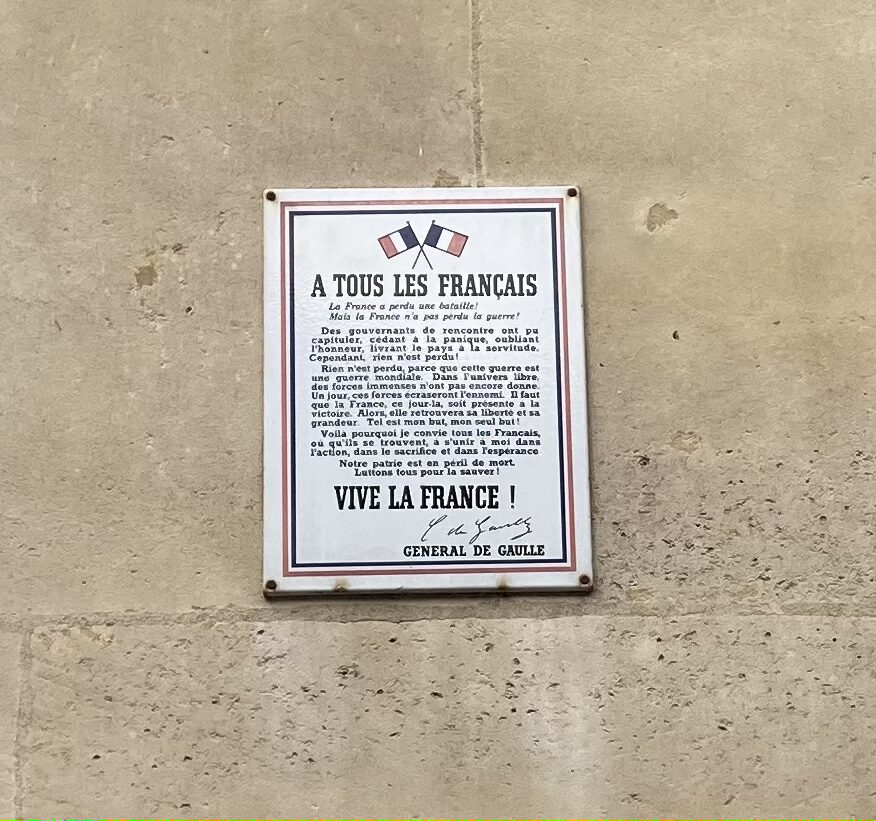 A TOUS LES FRANÇAIS
La France a perdu une bataille!
Mais la France n'a pas perdu la guerre!
Des gouvernants de rencontre ont pu
capituler, cédant à la panique, oubliant
l'honneur, livrant le pays à la servitude.
Cependant, rien n'est perdu!
Rien n'est perdu, parce que cette guerre est
une guerre mondiale. Dans l'univers libre,
des forces immenses n'ont pas encore donné.
Un jour, ces forces écraseront l'ennemi. Il faut
que la France, ce jour-là, soit présente à la
victoire. Alors, elle retrouvera sa liberté et sa
grandeur. Tel est mon but, mon seul but!
Voilà pourquoi je convie tous les Francais,
où qu'ils se trouvent, à s'unir à moi dans
l'action, dans le sacrifice et dans l'espérance
Notre patrie est en péril de mort.
Luttons tous pour la sauver!
VIVE LA FRANCE !
C. de Gaulle
GENERAL DE GAULLE